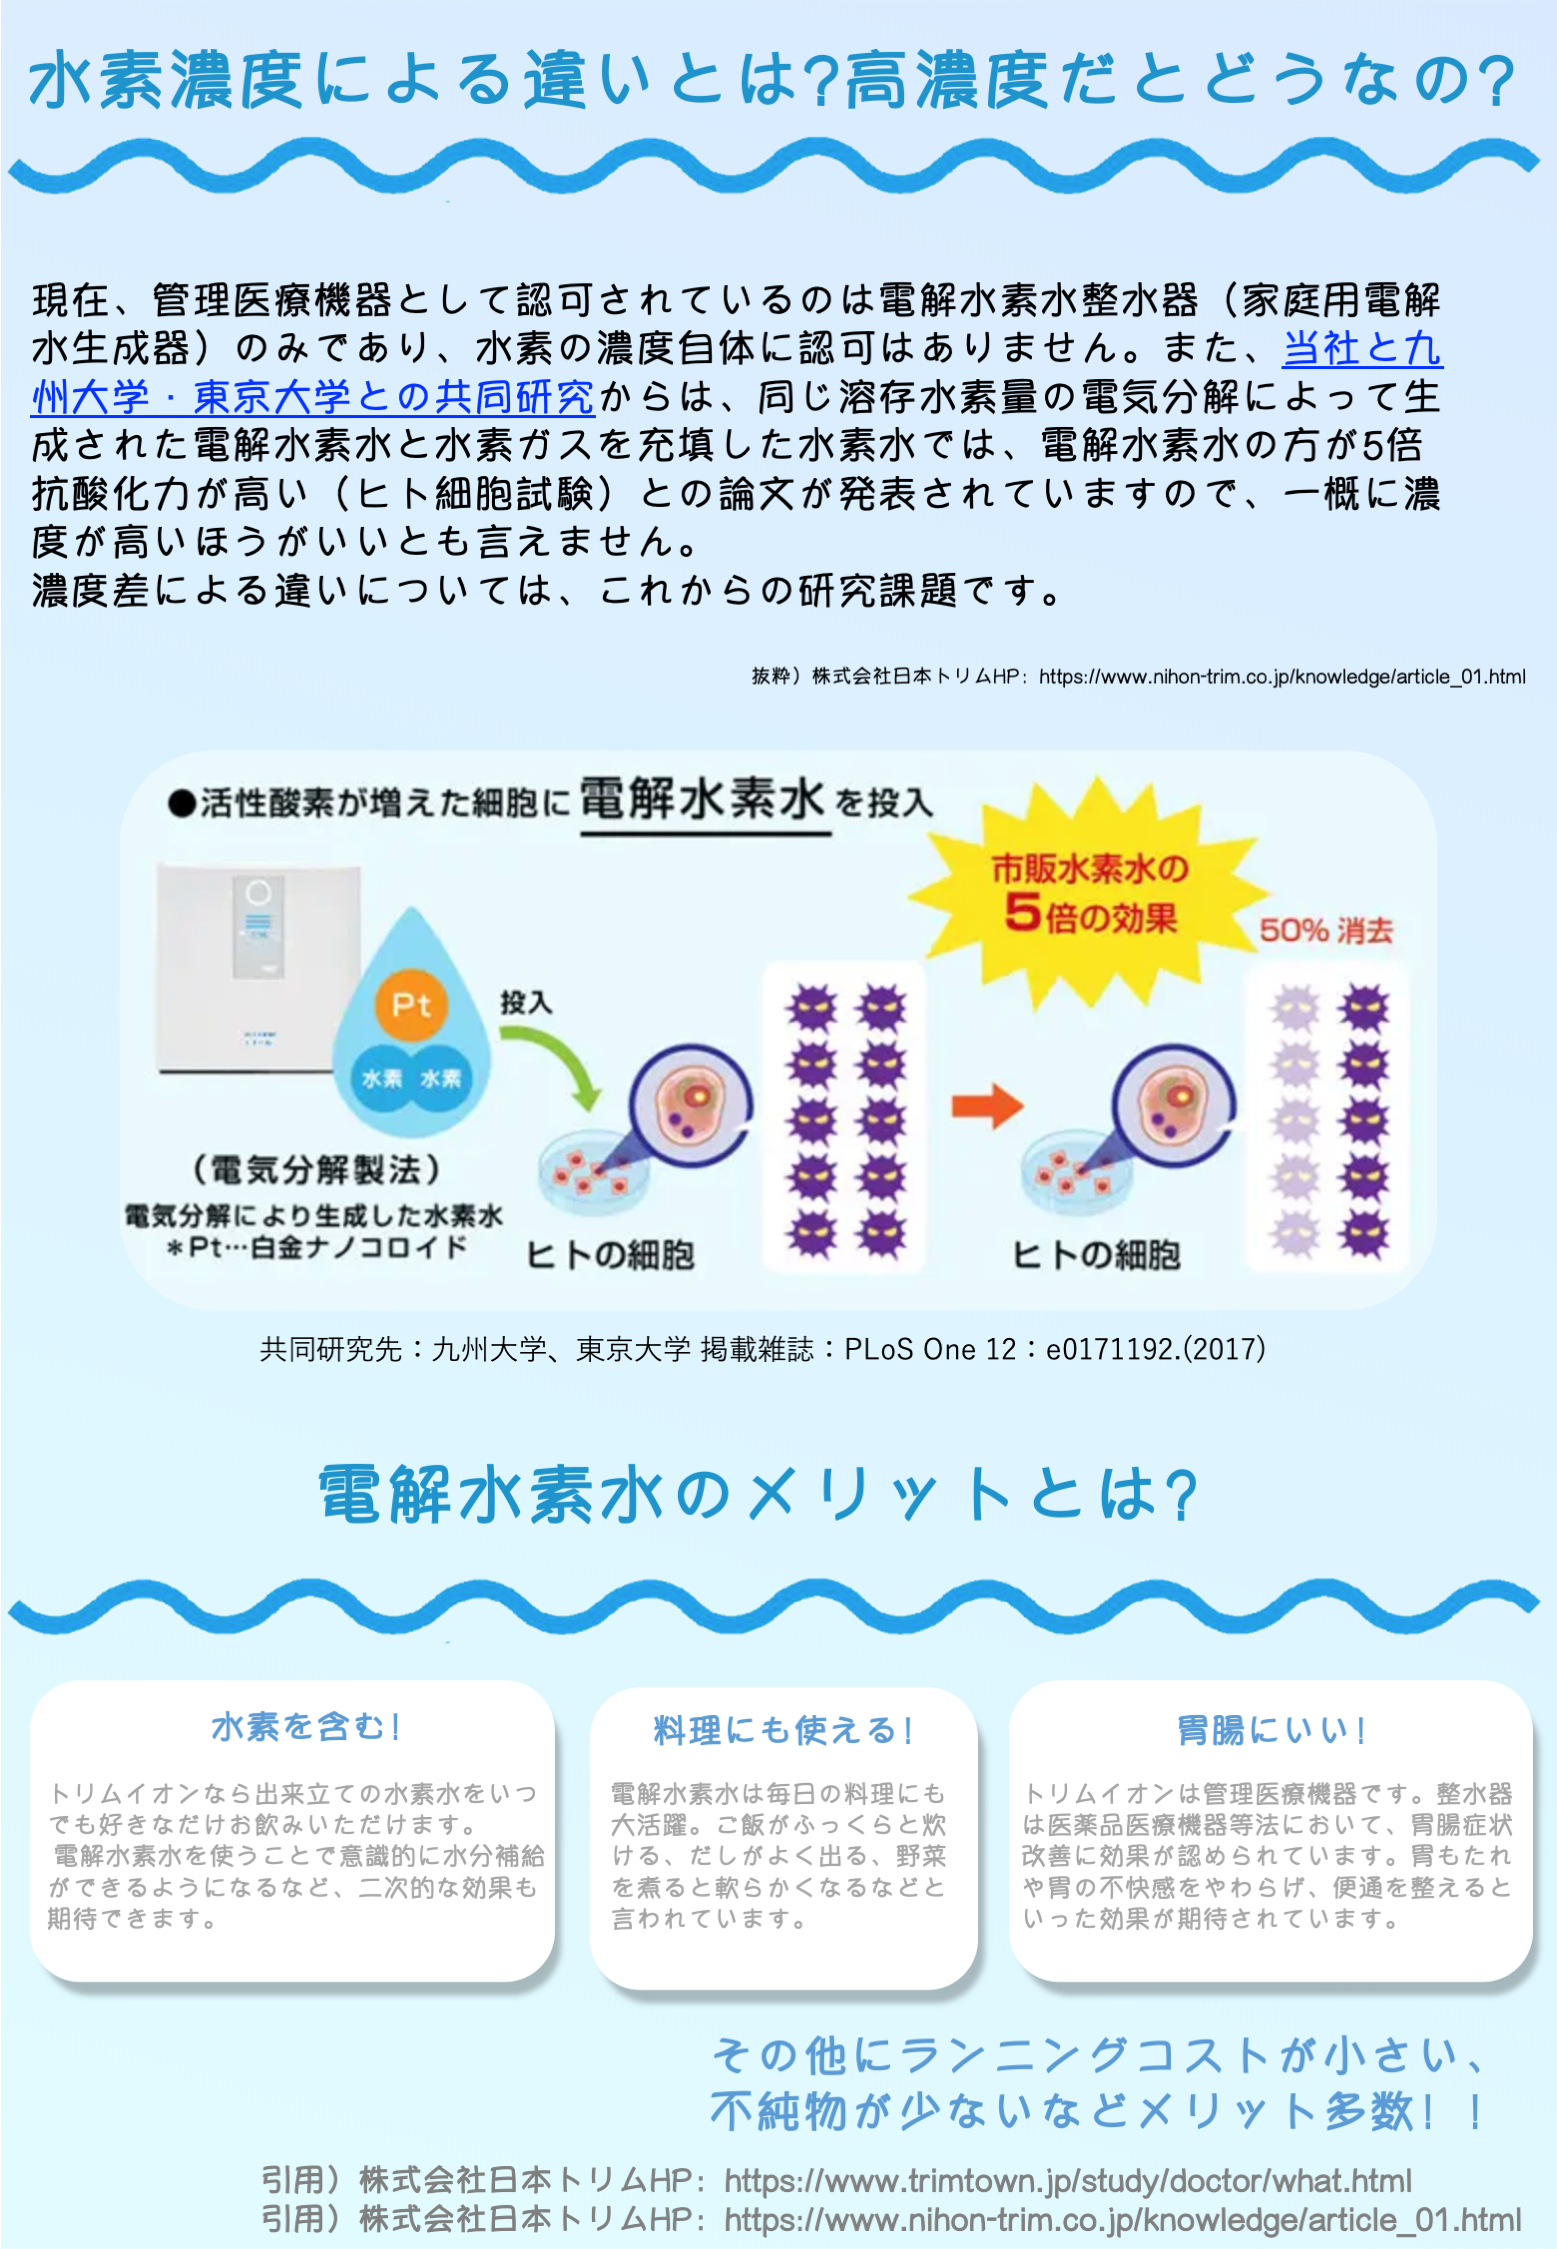 水素濃度による違いとは?高濃度だとどうなの?
現在、管理医療機器として認可されているのは電解水素水整水器（家庭用電解
水生成器）のみであり、水素の濃度自体に認可はありません。また、当社と九
州大学・東京大学との共同研究からは、同じ溶存水素量の電気分解によって生
成された電解水素水と水素ガスを充填した水素水では、電解水素水の方が5倍
抗酸化力が高い（ヒト細胞試験）との論文が発表されていますので、一概に濃
度が高いほうがいいとも言えません。
濃度差による違いについては、これからの研究課題です。
抜粋）株式会社日本トリムHP：https://www.nihon-trim.co.jp/knowledge/article_01.html
●活性酸素が増えた細胞に電解水素水を投入
市販水素水の
5倍の効果
50% 消去
Pt
水素 水素
投入
（電気分解製法）
電気分解により生成した水素水
＊Pt…白金ナノコロイド
ヒトの細胞
ヒトの細胞
共同研究先：九州大学、東京大学 掲載雑誌：PLoS One 12：e0171192.(2017)
電解水素水のメリットとは?
水素を含む!
トリムイオンなら出来立ての水素水をいつ
でも好きなだけお飲みいただけます。
電解水素水を使うことで意識的に水分補給
ができるようになるなど、二次的な効果も
期待できます。
料理にも使える!
電解水素水は毎日の料理にも
大活躍。ご飯がふっくらと炊
ける、だしがよく出る、野菜
を煮ると軟らかくなるなどと
言われています。
胃腸にいい!
トリムイオンは管理医療機器です。整水器
は医薬品医療機器等法において、胃腸症状
改善に効果が認められています。胃もたれ
や胃の不快感をやわらげ、便通を整えると
いった効果が期待されています。
その他にランニングコストが小さい、
不純物が少ないなどメリット多数！！
引用）株式会社日本トリムHP：https://www.trimtown.jp/study/doctor/what.html
引用）株式会社日本トリムHP：https://www.nihon-trim.co.jp/knowledge/article_01.html